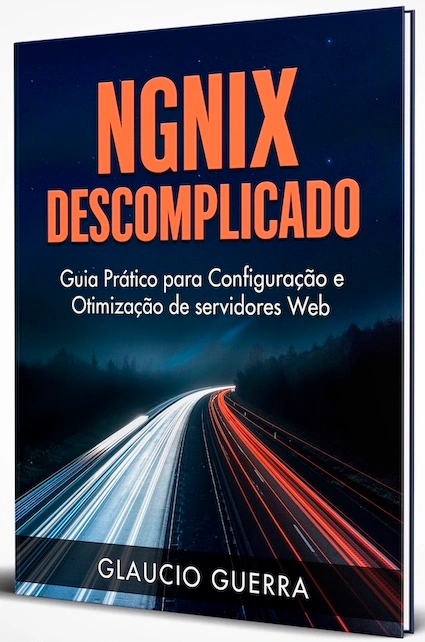 NGNIX
DESCOMPLICADO
Guia Prático para Configuração e
Otimização de servidores Web
GLAUCIO GUERRA